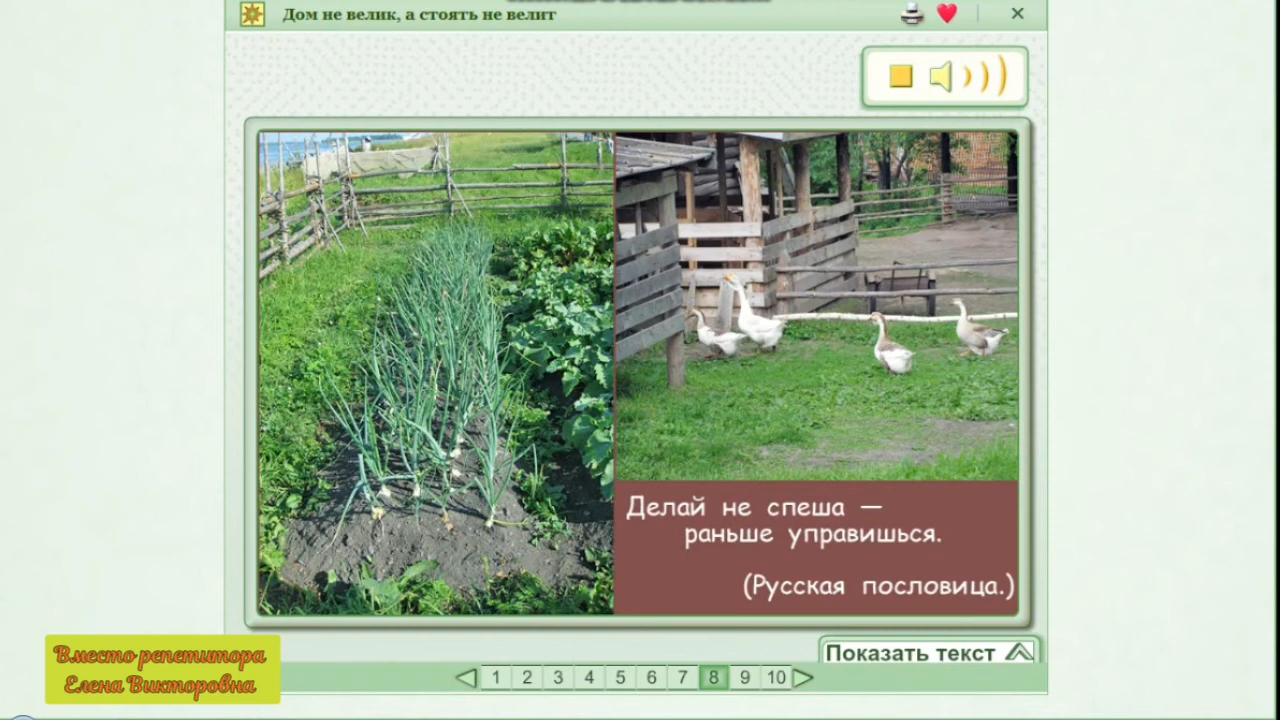 Дом не велик, а стоять не велит
Делай не спеша —
раньше управишься.
(Русская пословица.)
Показать текст
Вместо репетитора
Елена Викторовна
1 2 3 4 5 6 7 8 9 10